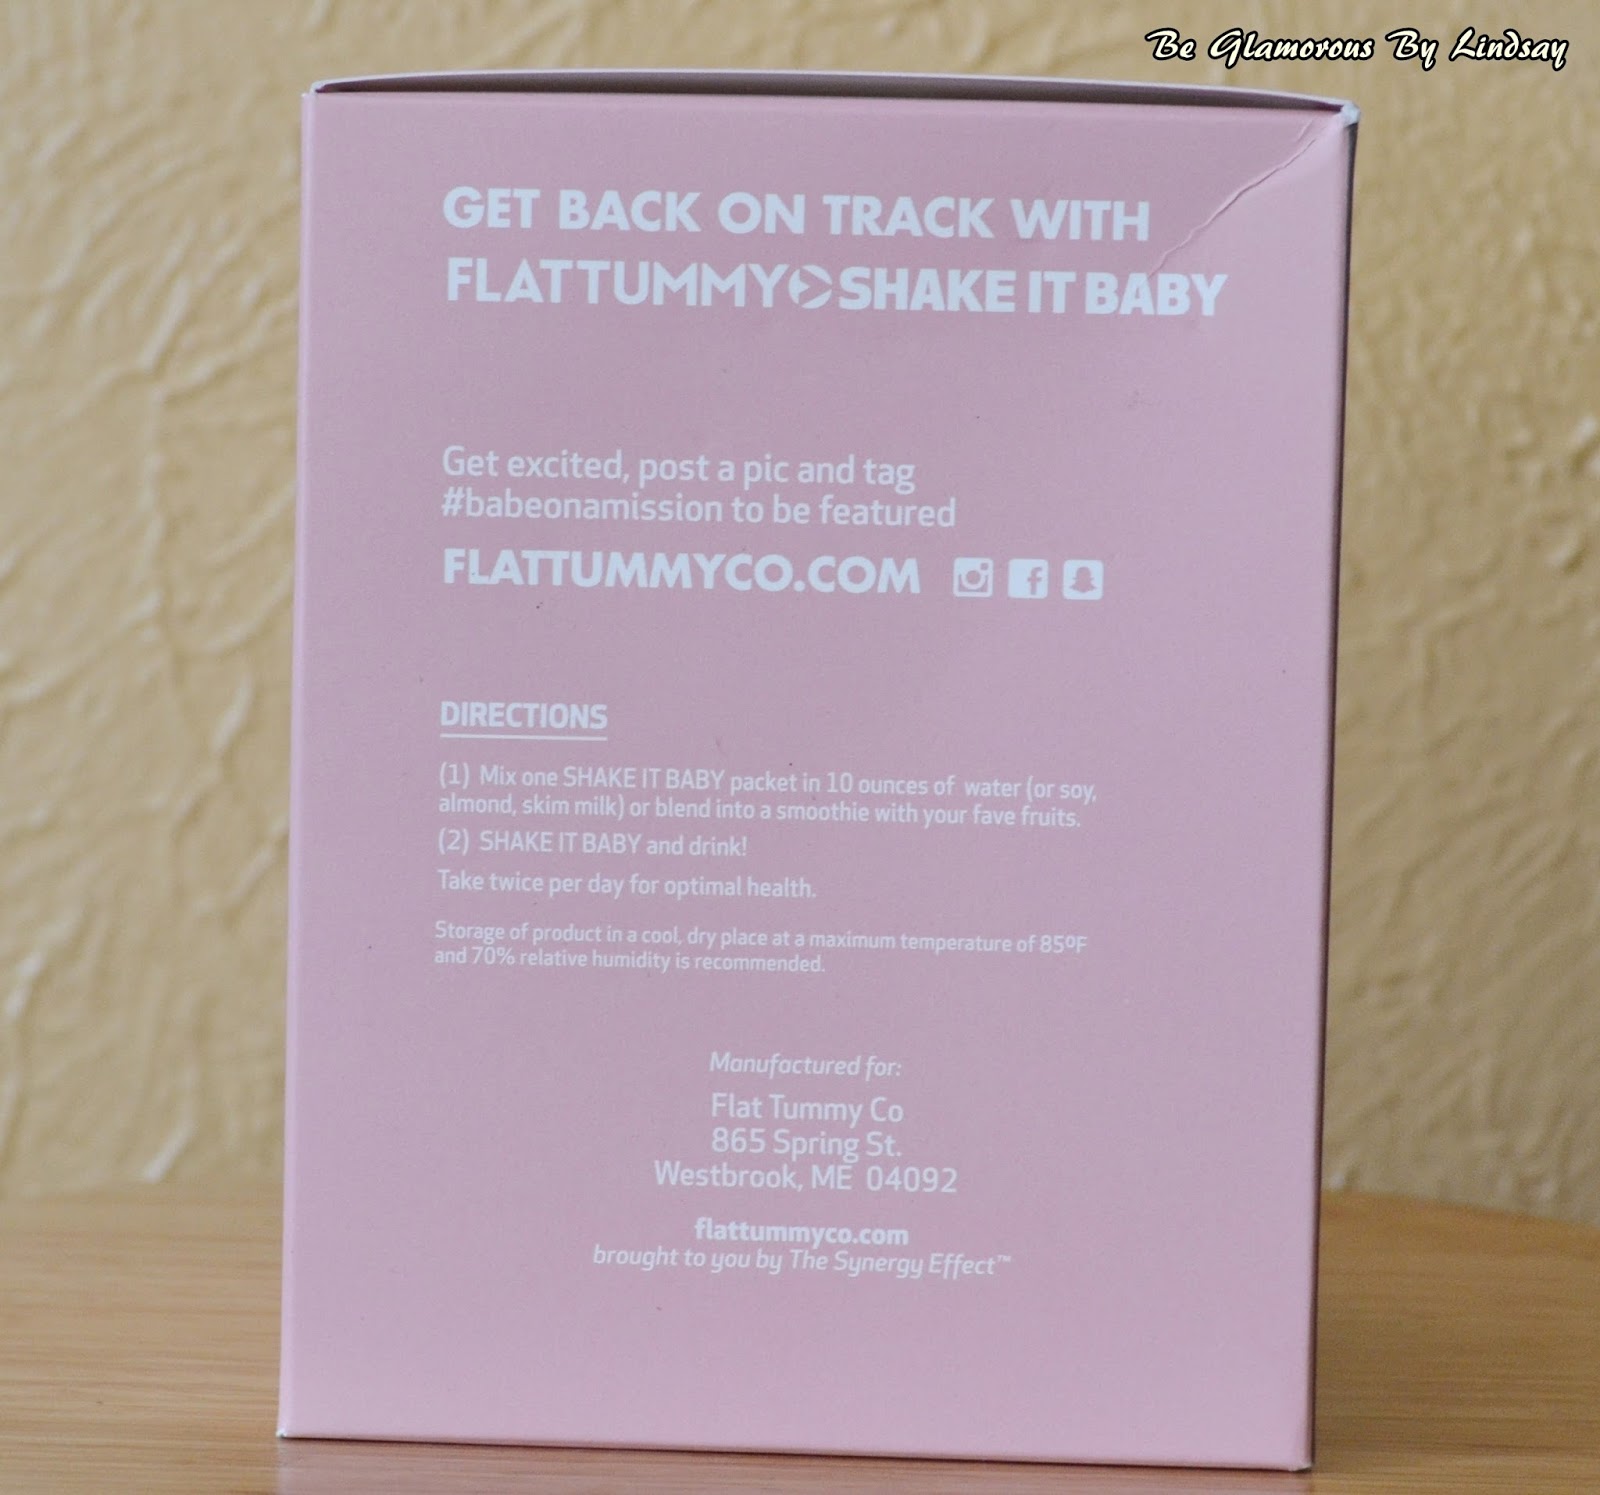 Be Glamorous By Lindsay
GET BACK ON TRACK WITH
FLATTUMMY SHAKE IT BABY
Get excited, post a pic and tag
#babeonamission to be featured
FLATTUMMYCO.COM
DIRECTIONS
(1) Mix one SHAKE IT BABY packet in 10 ounces of water (or soy,
almond, skim milk) or blend into a smoothie with your fave fruits.
(2) SHAKE IT BABY and drink!
Take twice per day for optimal health.
Storage of product in a cool, dry place at a maximum temperature of 85ºF
and 70% relative humidity is recommended.
Manufactured for:
Flat Tummy Co
865 Spring St.
Westbrook, ME 04092
flattummyco.com
brought to you by The Synergy Effect™